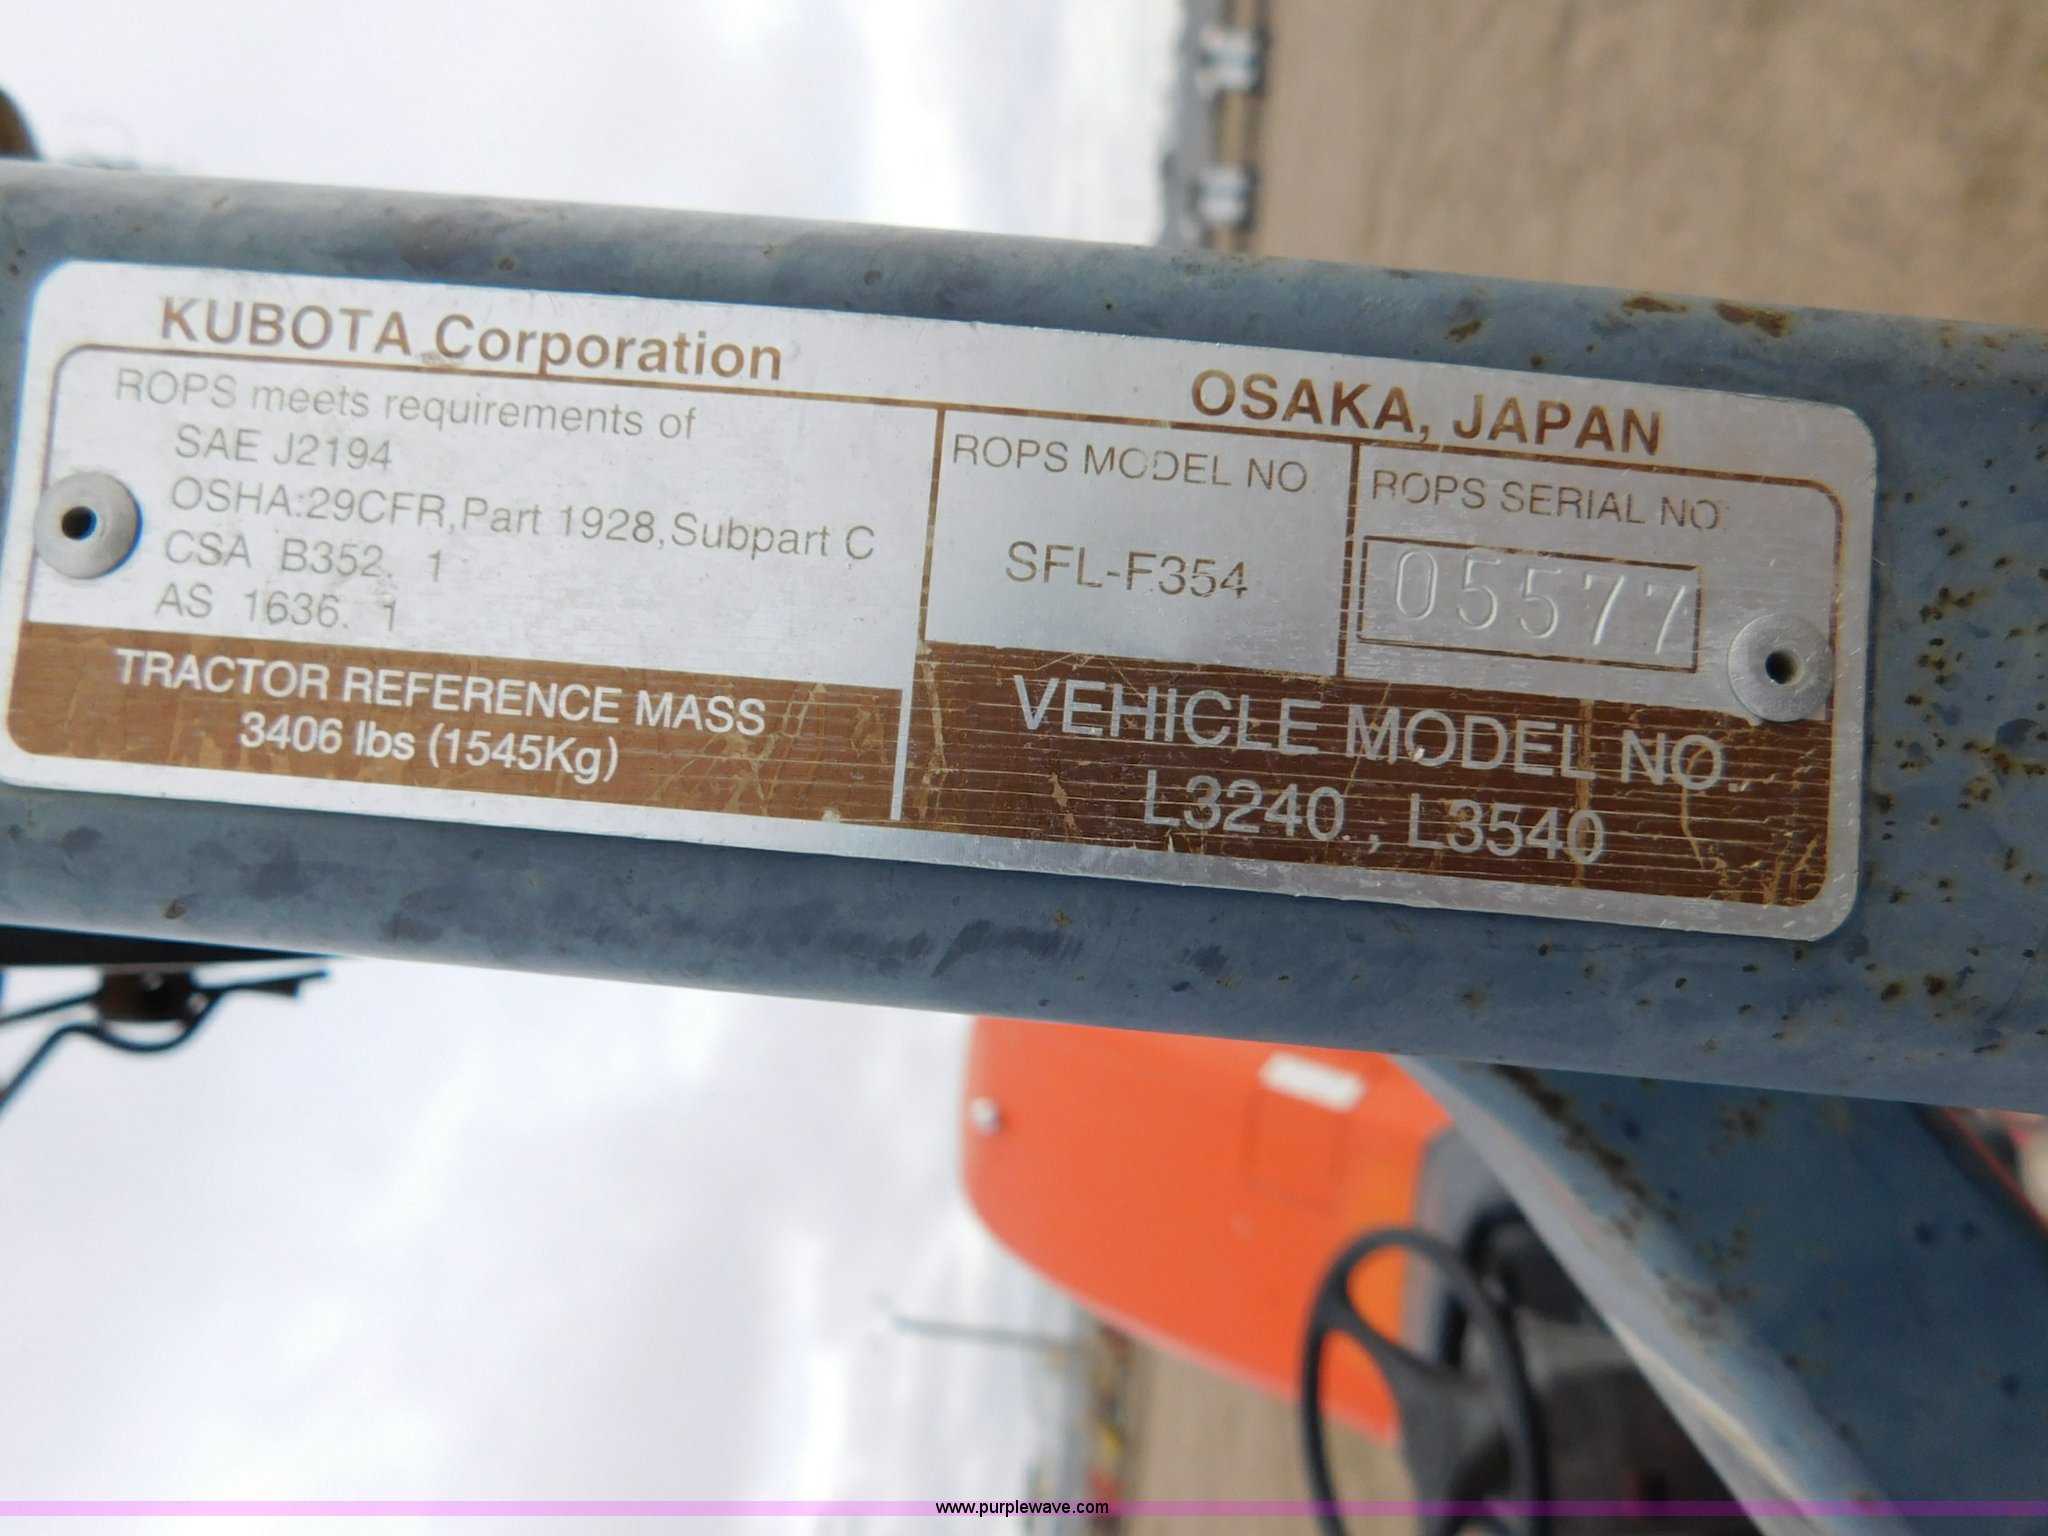 KUBOTA Corporation OSAKA, JAPAN
ROPS meets requirements of
SAE J2194
OSHA:29CFR,Part 1928,Subpart C
CSA B352. 1
AS 1636. 1
TRACTOR REFERENCE MASS
3406 lbs (1545Kg)
ROPS MODEL NO
SFL-F354
ROPS SERIAL NO
05577
VEHICLE MODEL NO.
L3240 , L3540
www.purplewave.com